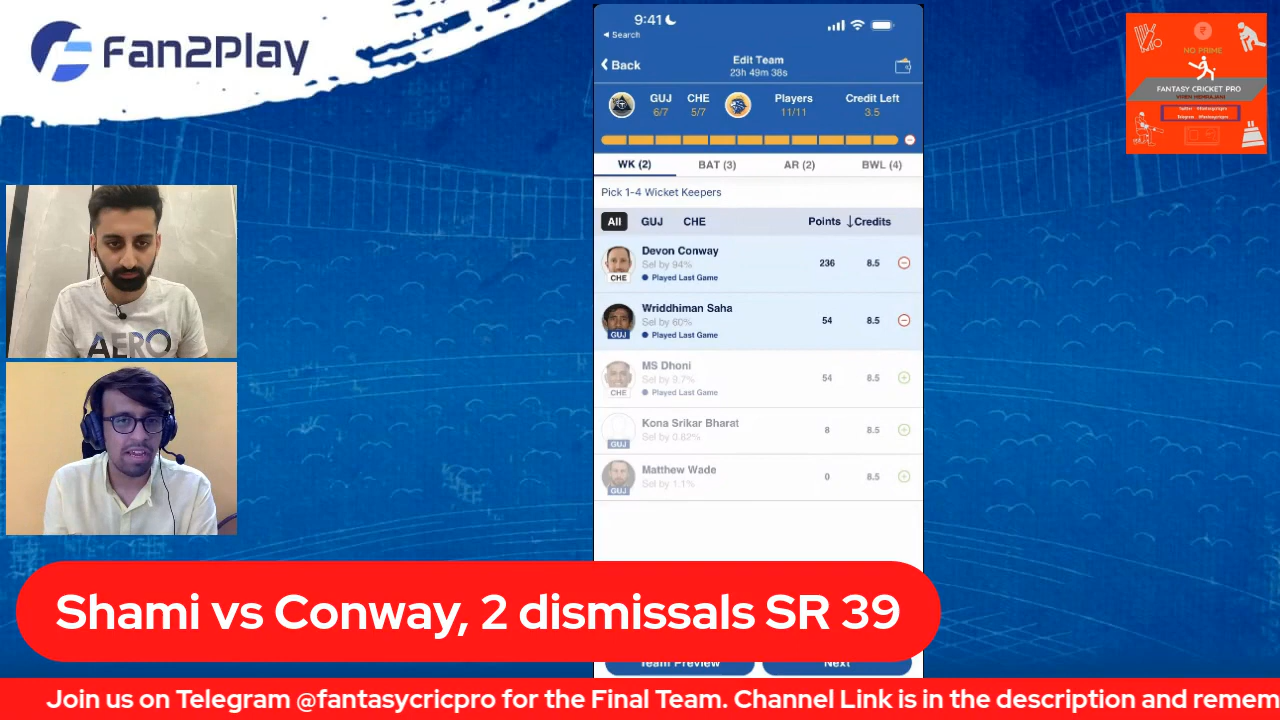 Fan2Play
9:41
Search
Back
Edit Team
23h 49m 38s
GUJ
6/7
CHE
5/7
Players
11/11
Credit Left
3.5
WK (2)
BAT (3)
AR (2)
BWL (4)
Pick 1-4 Wicket Keepers
All
GUJ
CHE
Points
↓Credits
Devon Conway
Sel by 94%
Played Last Game
CHE
236
8.5
Wriddhiman Saha
Sel by 60%
Played Last Game
GUJ
54
8.5
MS Dhoni
Sel by 9.7%
Played Last Game
CHE
54
8.5
Kona Srikar Bharat
Sel by 0.82%
GUJ
8
8.5
Matthew Wade
Sel by 1.1%
GUJ
0
8.5
Team Preview
Next
NO PRIME
FANTASY CRICKET PRO
AERO
Shami vs Conway, 2 dismissals SR 39
Join us on Telegram @fantasycricpro for the Final Team. Channel Link is in the description and remem